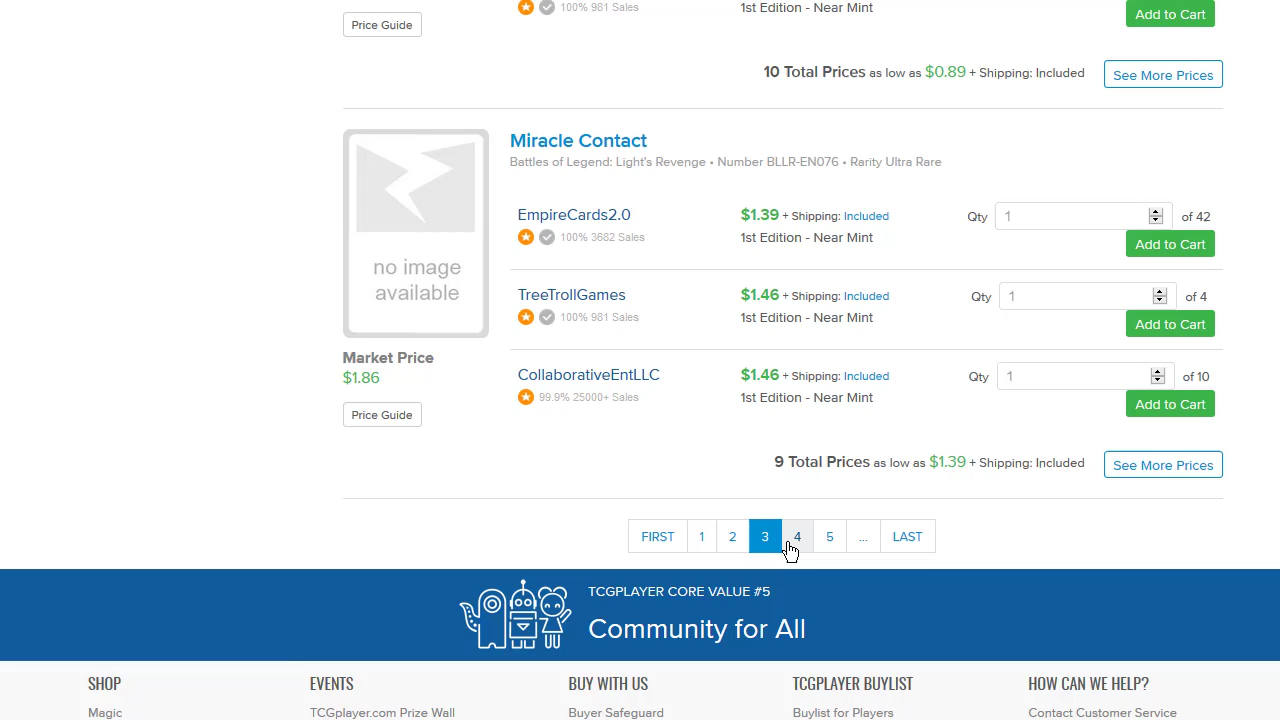 100% 981 Sales
1st Edition - Near Mint
Add to Cart
Price Guide
10 Total Prices as low as $0.89 + Shipping: Included
See More Prices
Miracle Contact
Battles of Legend: Light's Revenge • Number BLLR-EN076 • Rarity Ultra Rare
no image
available
Market Price
$1.86
Price Guide
EmpireCards2.0
$1.39 + Shipping: Included
Qty 1 of 42
100% 3682 Sales
1st Edition - Near Mint
Add to Cart
TreeTrollGames
$1.46 + Shipping: Included
Qty 1 of 4
100% 981 Sales
1st Edition - Near Mint
Add to Cart
CollaborativeEntLLC
$1.46 + Shipping: Included
Qty 1 of 10
99.9% 25000+ Sales
1st Edition - Near Mint
Add to Cart
9 Total Prices as low as $1.39 + Shipping: Included
See More Prices
FIRST 1 2 3 4 5 ... LAST
TCGPLAYER CORE VALUE #5
Community for All
SHOP
EVENTS
BUY WITH US
TCGPLAYER BUYLIST
HOW CAN WE HELP?
Magic
TCGplayer.com Prize Wall
Buyer Safeguard
Buylist for Players
Contact Customer Service